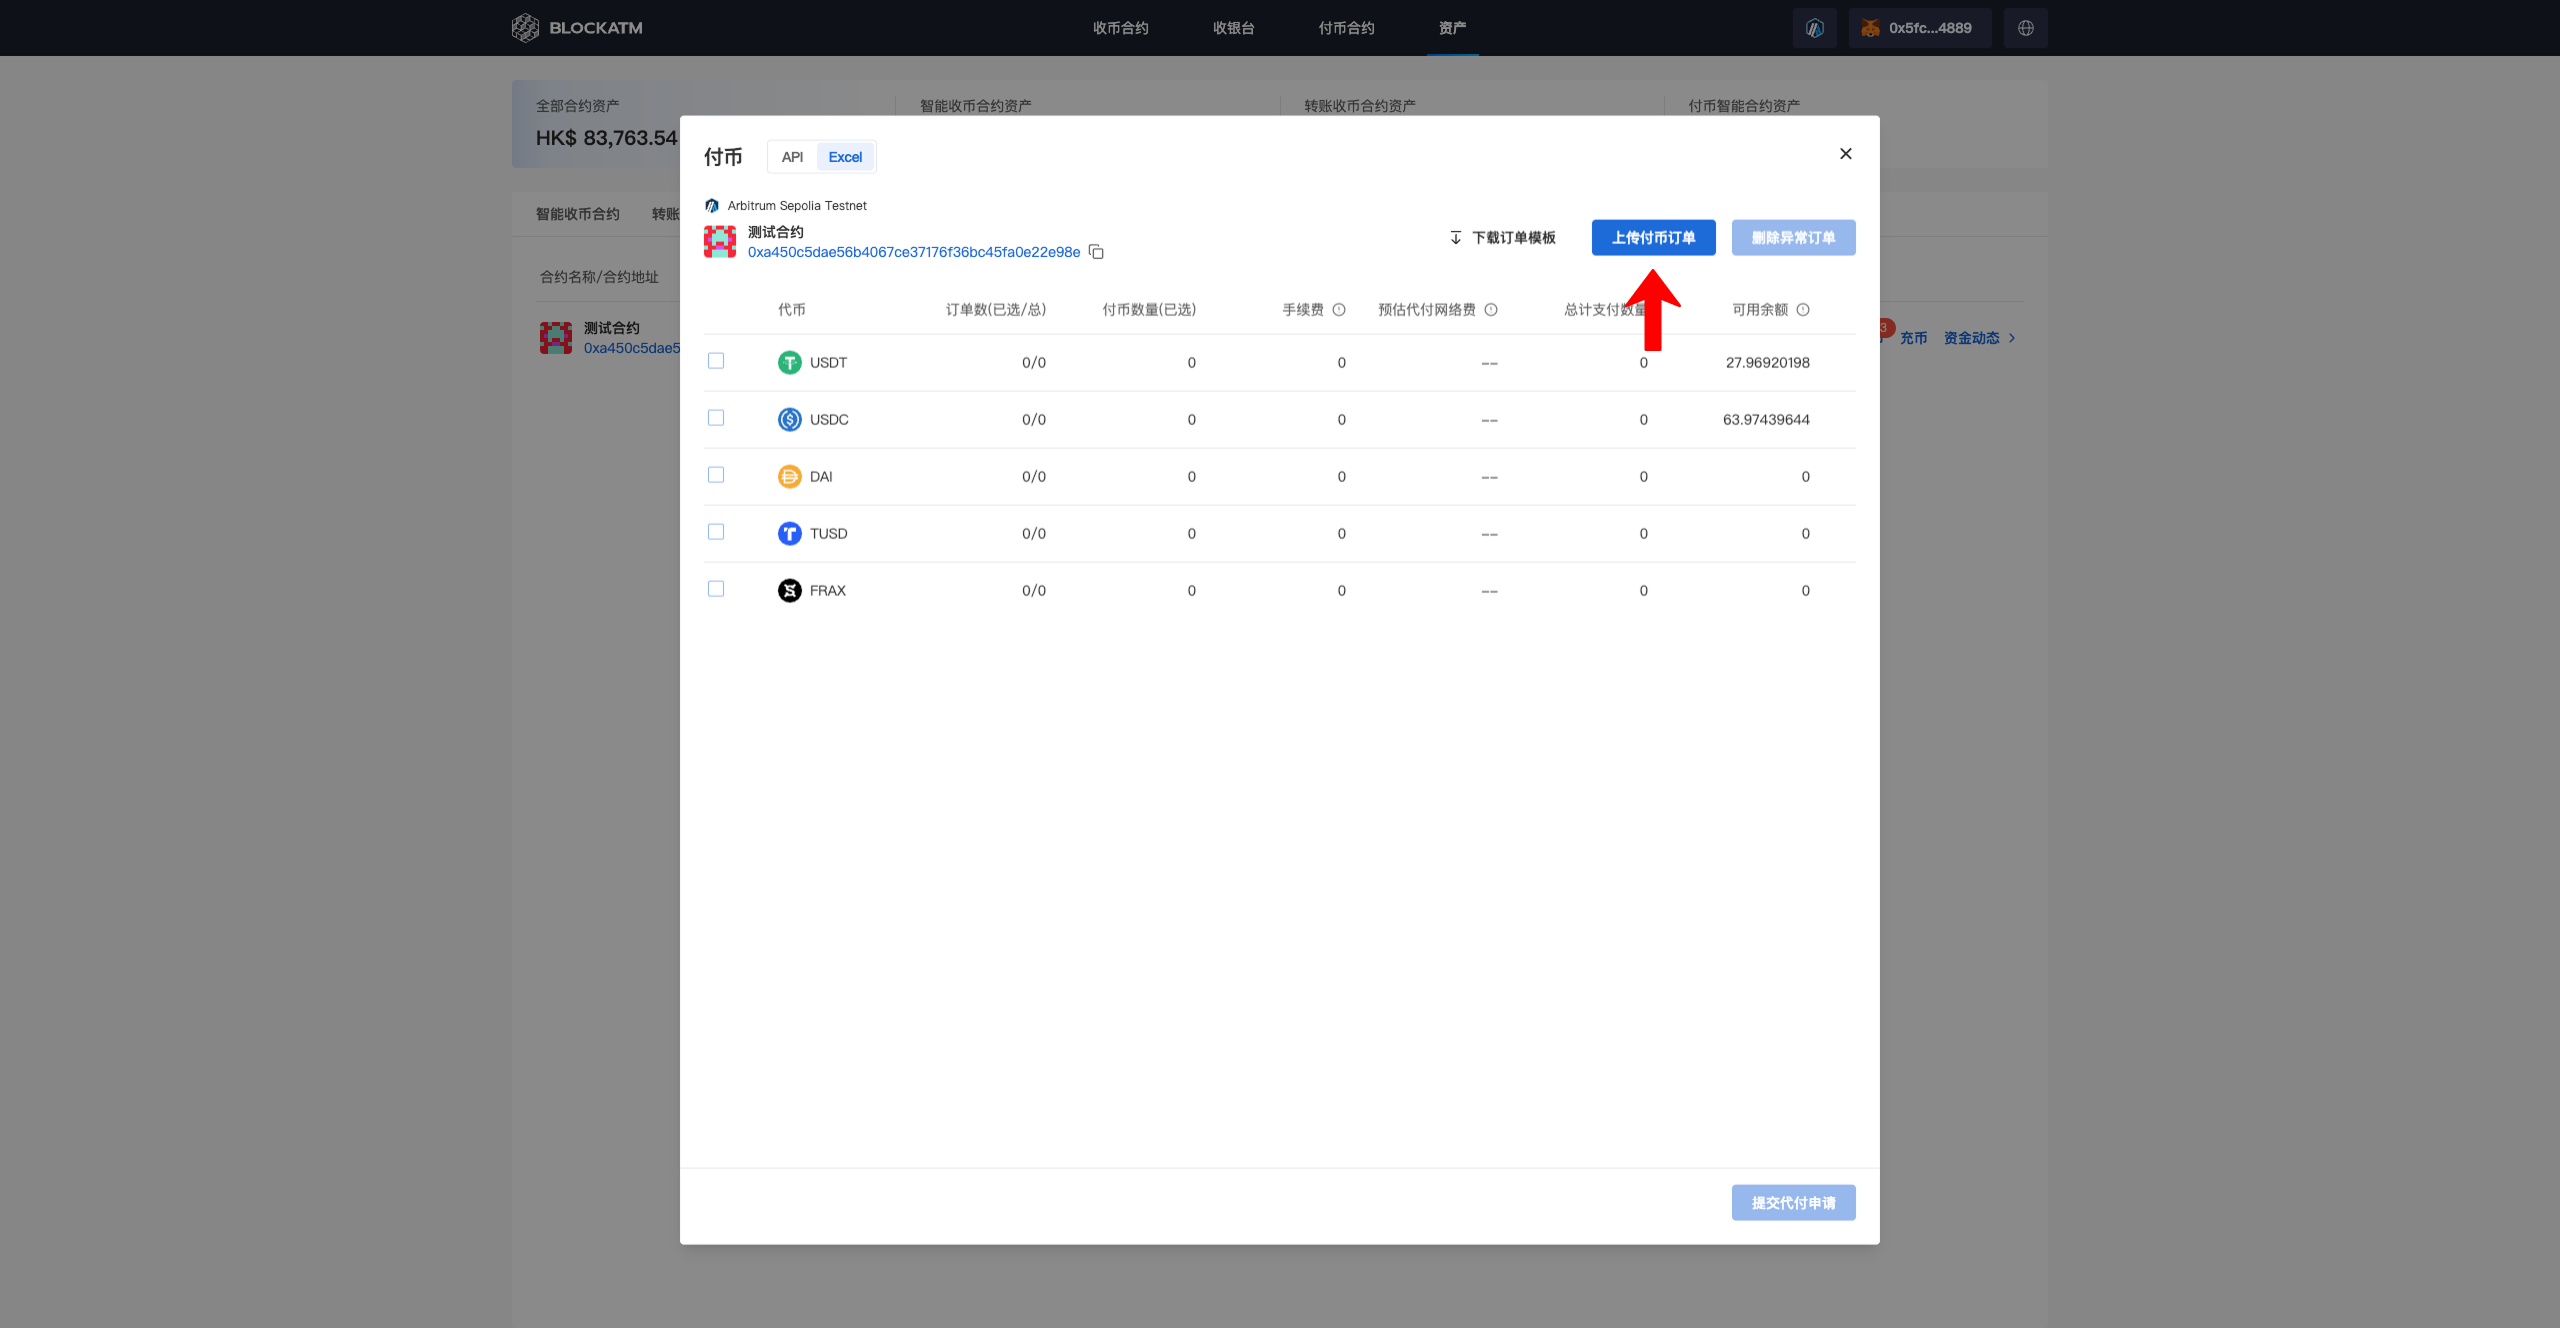 BLOCKATM
收币合约
收银台
付币合约
资产
0x5fc...4889
全部合约资产
智能收币合约资产
转账收币合约资产
付币智能合约资产
HK$ 83,763.54
付币
API
Excel
Arbitrum Sepolia Testnet
智能收币合约
转账
测试合约
0xa450c5dae56b4067ce37176f36bc45fa0e22e98e
下载订单模板
上传付币订单
删除异常订单
合约名称/合约地址
代币
订单数(已选/总)
付币数量(已选)
手续费
预估代付网络费
总计支付数量
可用余额
测试合约
0xa450c5dae5
3
充币
资金动态
USDT
0/0
0
0
--
0
27.96920198
USDC
0/0
0
0
--
0
63.97439644
DAI
0/0
0
0
--
0
0
TUSD
0/0
0
0
--
0
0
FRAX
0/0
0
0
--
0
0
提交代付申请